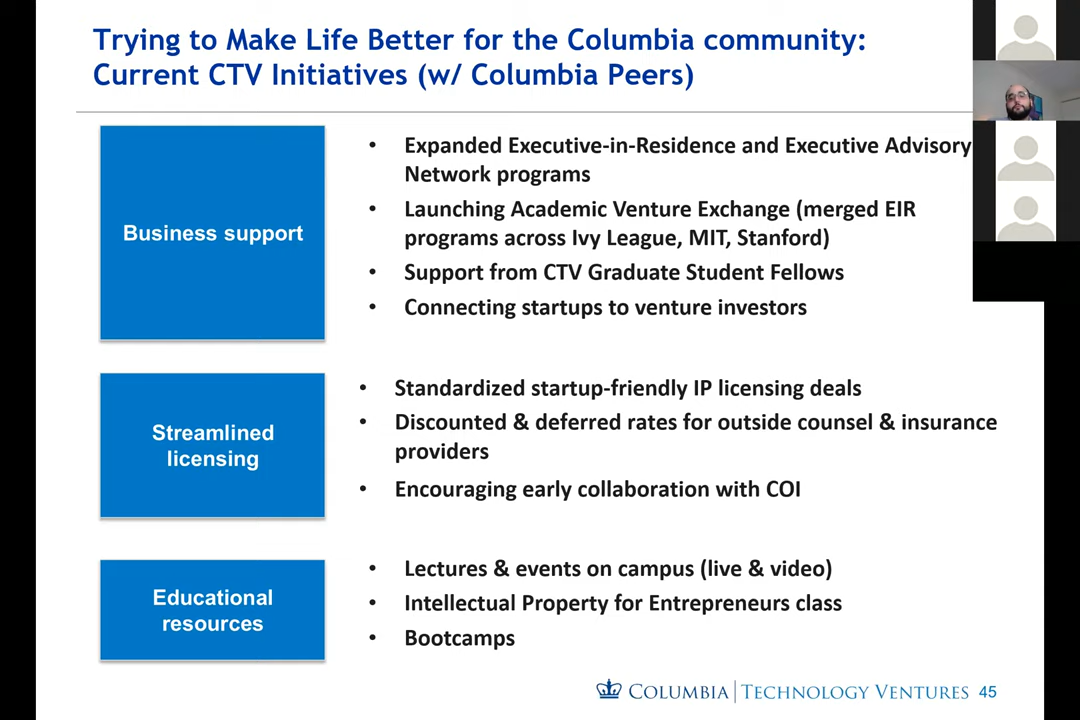 Trying to Make Life Better for the Columbia community:
Current CTV Initiatives (w/ Columbia Peers)
Business support
• Expanded Executive-in-Residence and Executive Advisory
Network programs
• Launching Academic Venture Exchange (merged EIR
programs across Ivy League, MIT, Stanford)
• Support from CTV Graduate Student Fellows
• Connecting startups to venture investors
Streamlined
licensing
• Standardized startup-friendly IP licensing deals
• Discounted & deferred rates for outside counsel & insurance
providers
• Encouraging early collaboration with COI
Educational
resources
• Lectures & events on campus (live & video)
• Intellectual Property for Entrepreneurs class
• Bootcamps
COLUMBIA | TECHNOLOGY VENTURES 45